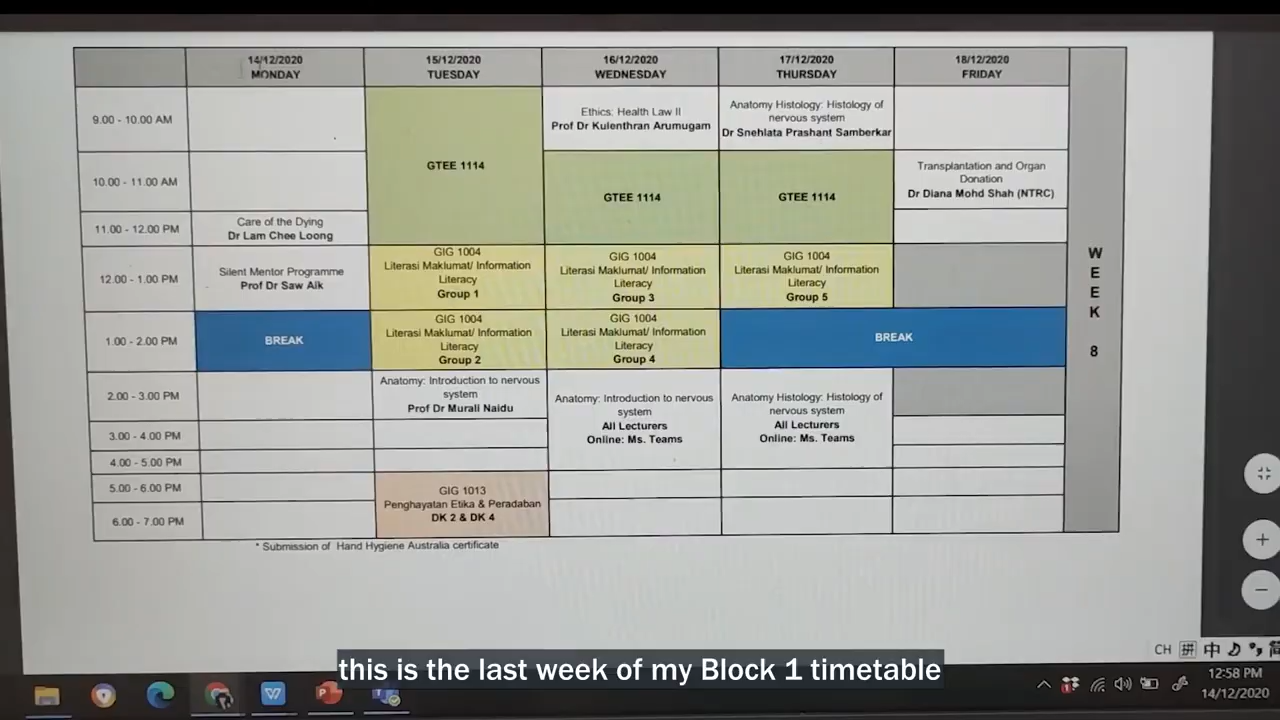 14/12/2020
MONDAY
15/12/2020
TUESDAY
16/12/2020
WEDNESDAY
17/12/2020
THURSDAY
18/12/2020
FRIDAY
9.00 - 10.00 AM
GTEE 1114
Ethics: Health Law II
Prof Dr Kulenthran Arumugam
Anatomy Histology: Histology of
nervous system
Dr Snehlata Prashant Samberkar
10.00 - 11.00 AM
GTEE 1114
GTEE 1114
Transplantation and Organ
Donation
Dr Diana Mohd Shah (NTRC)
11.00 - 12.00 PM
Care of the Dying
Dr Lam Chee Loong
12.00 - 1.00 PM
Silent Mentor Programme
Prof Dr Saw Aik
GIG 1004
Literasi Maklumat/ Information
Literacy
Group 1
GIG 1004
Literasi Maklumat/ Information
Literacy
Group 3
GIG 1004
Literasi Maklumat/ Information
Literacy
Group 5
1.00 - 2.00 PM
BREAK
GIG 1004
Literasi Maklumat/ Information
Literacy
Group 2
GIG 1004
Literasi Maklumat/ Information
Literacy
Group 4
BREAK
2.00 - 3.00 PM
Anatomy: Introduction to nervous
system
Prof Dr Murali Naidu
Anatomy: Introduction to nervous
system
All Lecturers
Online: Ms. Teams
Anatomy Histology: Histology of
nervous system
All Lecturers
Online: Ms. Teams
3.00 - 4.00 PM
4.00 - 5.00 PM
5.00 - 6.00 PM
GIG 1013
Penghayatan Etika & Peradaban
DK 2 & DK 4
6.00 - 7.00 PM
W
E
E
K
8
* Submission of Hand Hygiene Australia certificate
this is the last week of my Block 1 timetable
CH 拼 中 简
12:58 PM
14/12/2020